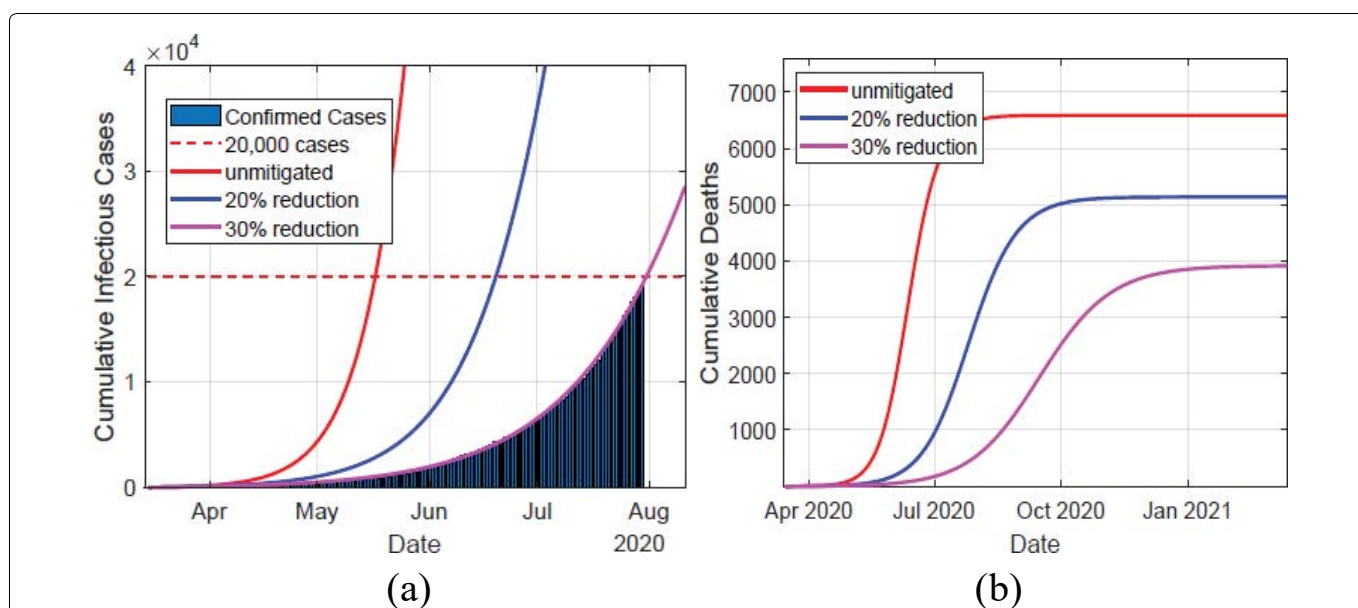 ×10⁴
4
3
2
1
0
Cumulative Infectious Cases
Confirmed Cases
20,000 cases
unmitigated
20% reduction
30% reduction
Apr May Jun Jul Aug
2020
Date
(a)
7000
6000
5000
4000
3000
2000
1000
Cumulative Deaths
unmitigated
20% reduction
30% reduction
Apr 2020 Jul 2020 Oct 2020 Jan 2021
Date
(b)